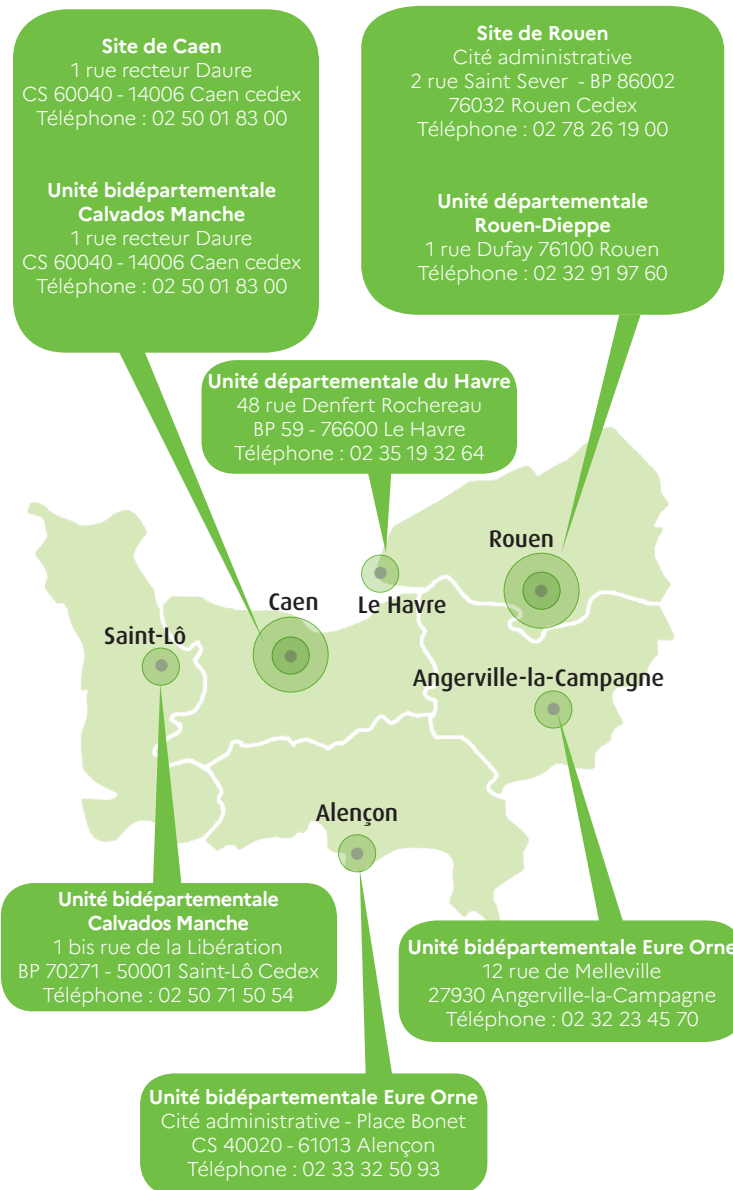 Site de Caen
1 rue recteur Daure
CS 60040 - 14006 Caen cedex
Téléphone : 02 50 01 83 00
Unité bidépartementale
Calvados Manche
1 rue recteur Daure
CS 60040 - 14006 Caen cedex
Téléphone : 02 50 01 83 00
Site de Rouen
Cité administrative
2 rue Saint Sever - BP 86002
76032 Rouen Cedex
Téléphone : 02 78 26 19 00
Unité départementale
Rouen-Dieppe
1 rue Dufay 76100 Rouen
Téléphone : 02 32 91 97 60
Unité départementale du Havre
48 rue Denfert Rochereau
BP 59 - 76600 Le Havre
Téléphone : 02 35 19 32 64
Rouen
Caen
Le Havre
Saint-Lô
Angerville-la-Campagne
Alençon
Unité bidépartementale
Calvados Manche
1 bis rue de la Libération
BP 70271 - 50001 Saint-Lô Cedex
Téléphone : 02 50 71 50 54
Unité bidépartementale Eure Orne
12 rue de Melleville
27930 Angerville-la-Campagne
Téléphone : 02 32 23 45 70
Unité bidépartementale Eure Orne
Cité administrative - Place Bonet
CS 40020 - 61013 Alençon
Téléphone : 02 33 32 50 93